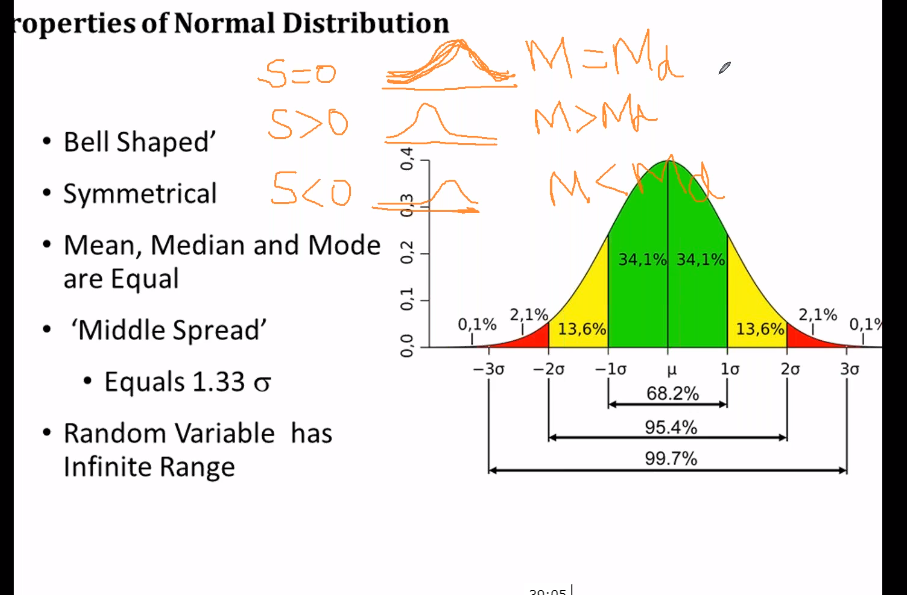 roperties of Normal Distribution
S=0 M=Md
S>0 M>Md
S<0 M<Md
• Bell Shaped’
• Symmetrical
• Mean, Median and Mode
are Equal
• ‘Middle Spread’
• Equals 1.33 σ
• Random Variable has
Infinite Range
0,4
0,3
0,2
0,1
0,0
34,1% 34,1%
0,1% 2,1% 13,6% 13,6% 2,1% 0,1%
−3σ −2σ −1σ μ 1σ 2σ 3σ
68.2%
95.4%
99.7%